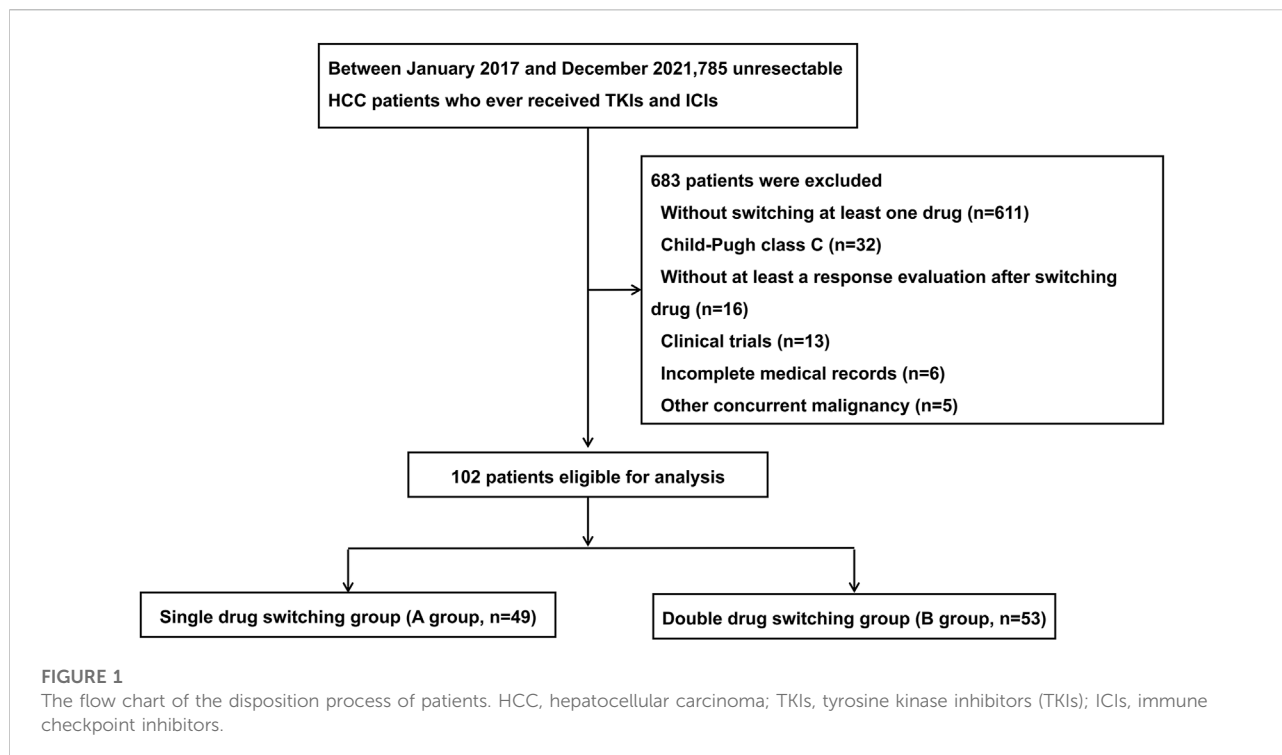 Between January 2017 and December 2021,785 unresectable
HCC patients who ever received TKIs and ICIs
683 patients were excluded
Without switching at least one drug (n=611)
Child-Pugh class C (n=32)
Without at least a response evaluation after switching
drug (n=16)
Clinical trials (n=13)
Incomplete medical records (n=6)
Other concurrent malignancy (n=5)
102 patients eligible for analysis
Single drug switching group (A group, n=49)
Double drug switching group (B group, n=53)
FIGURE 1
The flow chart of the disposition process of patients. HCC, hepatocellular carcinoma; TKIs, tyrosine kinase inhibitors (TKIs); ICIs, immune
checkpoint inhibitors.